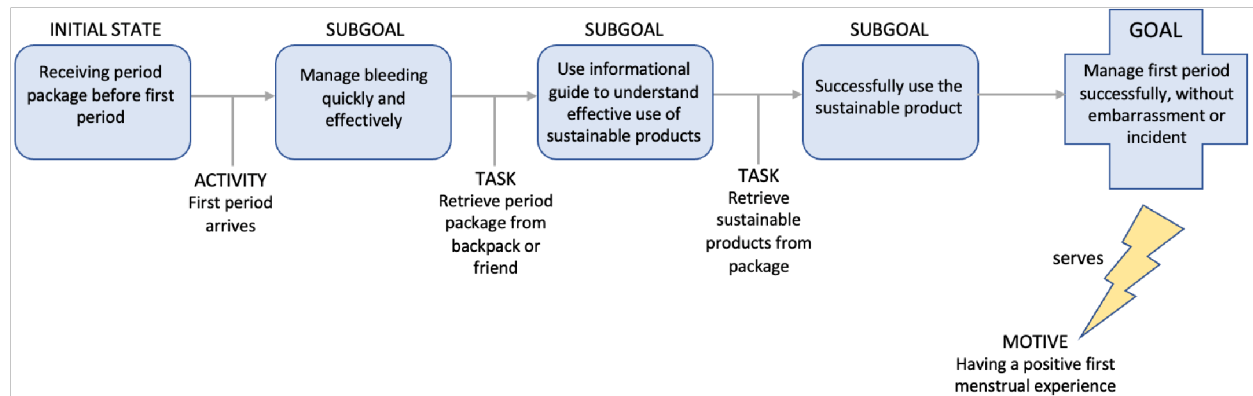 INITIAL STATE
Receiving period
package before first
period
ACTIVITY
First period
arrives
SUBGOAL
Manage bleeding
quickly and
effectively
TASK
Retrieve period
package from
backpack or
friend
SUBGOAL
Use informational
guide to understand
effective use of
sustainable products
TASK
Retrieve
sustainable
products from
package
SUBGOAL
Successfully use the
sustainable product
GOAL
Manage first period
successfully, without
embarrassment or
incident
serves
MOTIVE
Having a positive first
menstrual experience